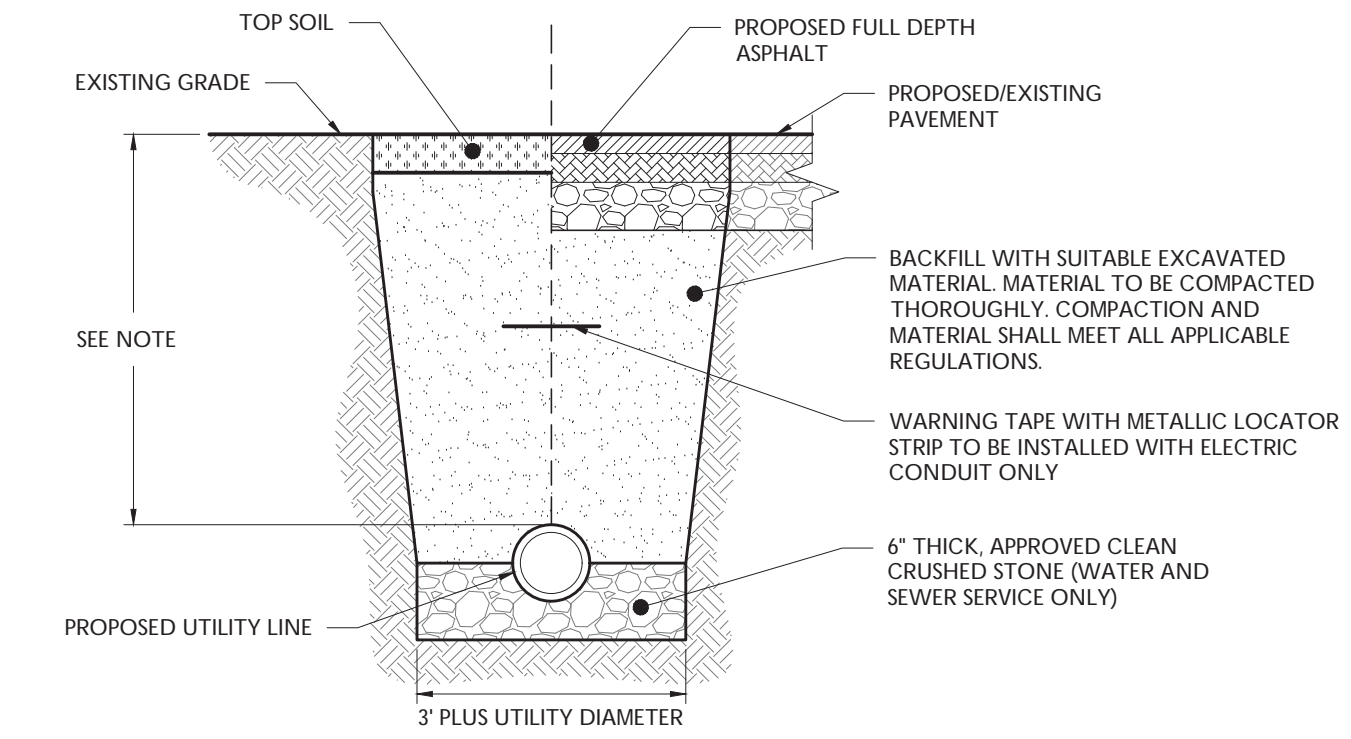 TOP SOIL
PROPOSED FULL DEPTH
ASPHALT
EXISTING GRADE
PROPOSED/EXISTING
PAVEMENT
BACKFILL WITH SUITABLE EXCAVATED
MATERIAL. MATERIAL TO BE COMPACTED
THOROUGHLY. COMPACTION AND
MATERIAL SHALL MEET ALL APPLICABLE
REGULATIONS.
SEE NOTE
WARNING TAPE WITH METALLIC LOCATOR
STRIP TO BE INSTALLED WITH ELECTRIC
CONDUIT ONLY
6" THICK, APPROVED CLEAN
CRUSHED STONE (WATER AND
SEWER SERVICE ONLY)
PROPOSED UTILITY LINE
3' PLUS UTILITY DIAMETER